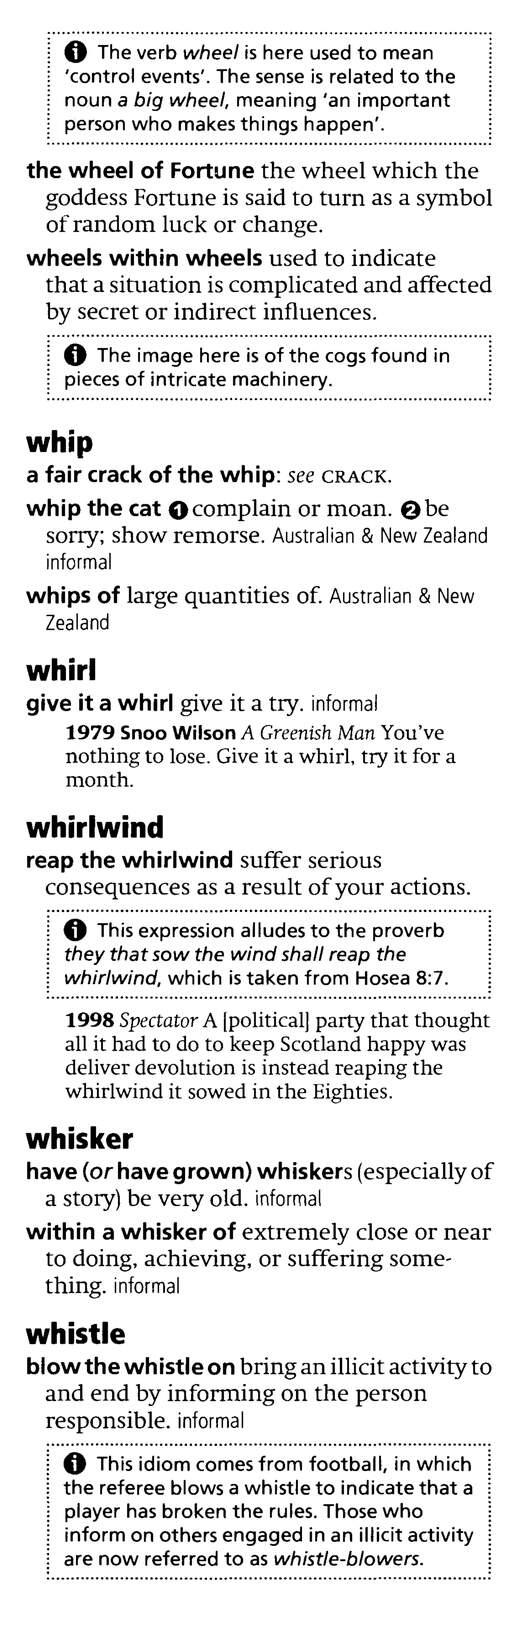 ⓘ The verb wheel is here used to mean
'control events'. The sense is related to the
noun a big wheel, meaning 'an important
person who makes things happen'.
the wheel of Fortune the wheel which the
goddess Fortune is said to turn as a symbol
of random luck or change.
wheels within wheels used to indicate
that a situation is complicated and affected
by secret or indirect influences.
ⓘ The image here is of the cogs found in
pieces of intricate machinery.
whip
a fair crack of the whip: see CRACK.
whip the cat ❶ complain or moan. ❷ be
sorry; show remorse. Australian & New Zealand
informal
whips of large quantities of. Australian & New
Zealand
whirl
give it a whirl give it a try. informal
1979 Snoo Wilson A Greenish Man You've
nothing to lose. Give it a whirl, try it for a
month.
whirlwind
reap the whirlwind suffer serious
consequences as a result of your actions.
ⓘ This expression alludes to the proverb
they that sow the wind shall reap the
whirlwind, which is taken from Hosea 8:7.
1998 Spectator A [political] party that thought
all it had to do to keep Scotland happy was
deliver devolution is instead reaping the
whirlwind it sowed in the Eighties.
whisker
have (or have grown) whiskers (especially of
a story) be very old. informal
within a whisker of extremely close or near
to doing, achieving, or suffering some-
thing. informal
whistle
blow the whistle on bring an illicit activity to
and end by informing on the person
responsible. informal
ⓘ This idiom comes from football, in which
the referee blows a whistle to indicate that a
player has broken the rules. Those who
inform on others engaged in an illicit activity
are now referred to as whistle-blowers.